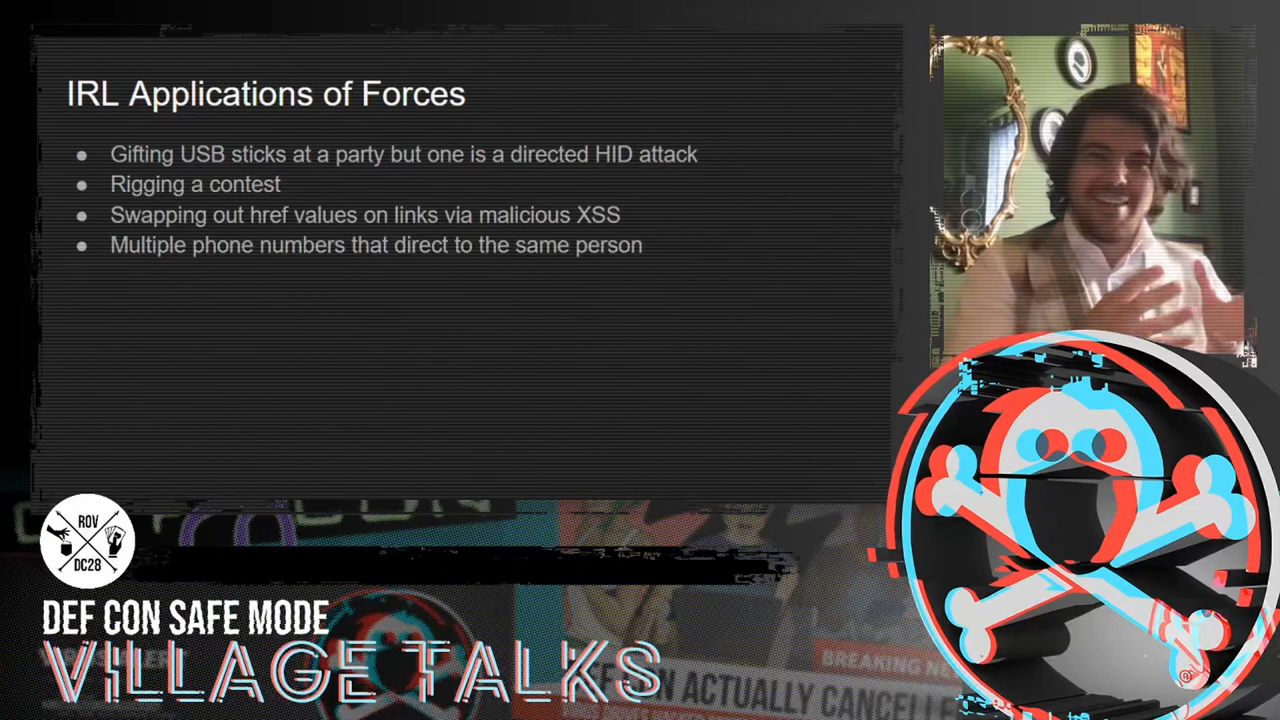 IRL Applications of Forces
● Gifting USB sticks at a party but one is a directed HID attack
● Rigging a contest
● Swapping out href values on links via malicious XSS
● Multiple phone numbers that direct to the same person
ROV
DC28
DEF CON SAFE MODE
VILLAGE TALKS
BREAKING
CON ACTUALLY